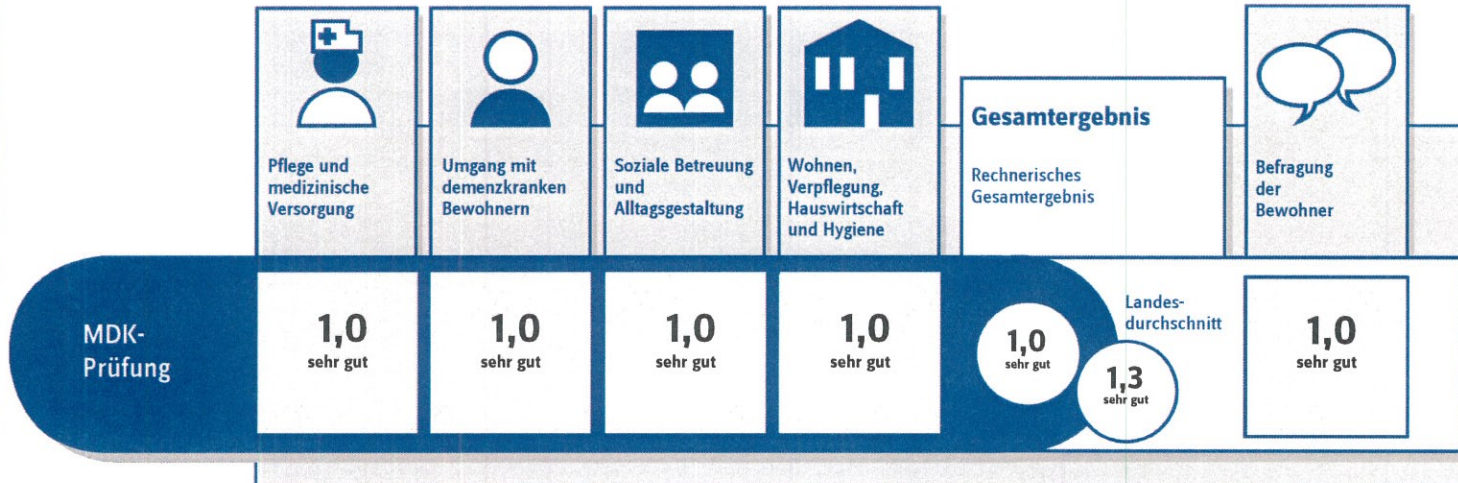 Pflege und
medizinische
Versorgung
Umgang mit
demenzkranken
Bewohnern
Soziale Betreuung
und
Alltagsgestaltung
Wohnen,
Verpflegung,
Hauswirtschaft
und Hygiene
Gesamtergebnis
Rechnerisches
Gesamtergebnis
Befragung
der
Bewohner
MDK-
Prüfung
1,0
sehr gut
1,0
sehr gut
1,0
sehr gut
1,0
sehr gut
1,0
sehr gut
Landes-
durchschnitt
1,3
sehr gut
1,0
sehr gut